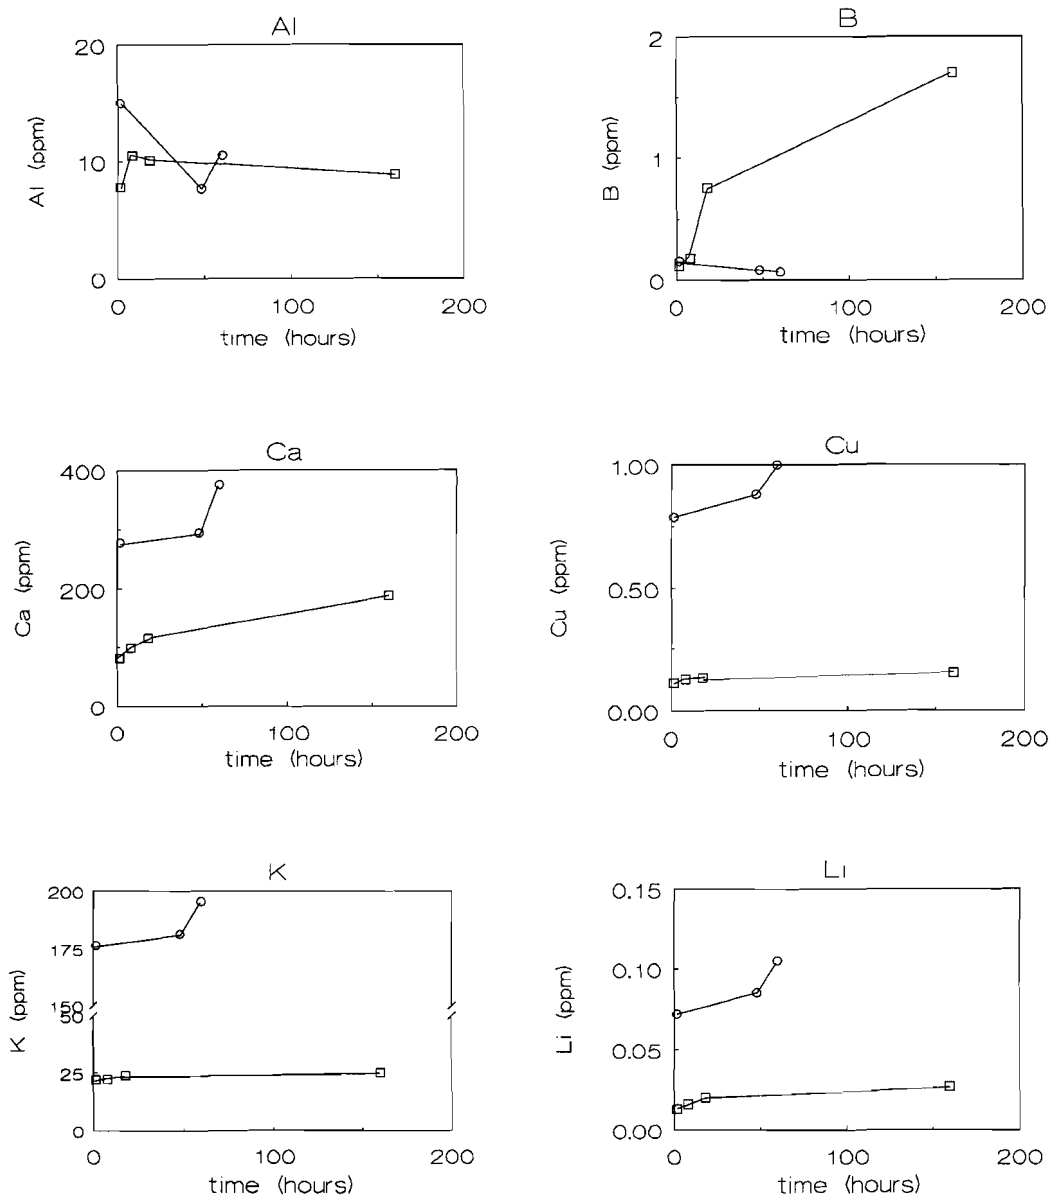 Al
20
10
0
Al (ppm)
0 100 200
time (hours)
B
2
1
0
B (ppm)
0 100 200
time (hours)
Ca
400
200
0
Ca (ppm)
0 100 200
time (hours)
Cu
1.00
0.50
0.00
Cu (ppm)
0 100 200
time (hours)
K
200
175
150
50
25
0
K (ppm)
0 100 200
time (hours)
Li
0.15
0.10
0.05
0.00
Li (ppm)
0 100 200
time (hours)